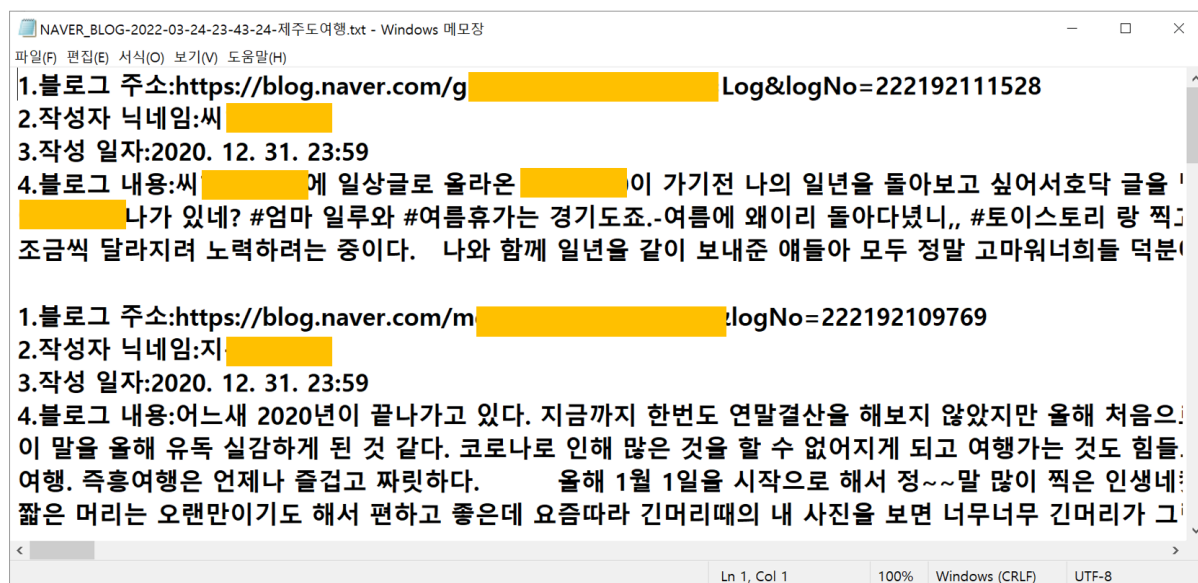 NAVER_BLOG-2022-03-24-23-43-24-제주도여행.txt - Windows 메모장
파일(F) 편집(E) 서식(O) 보기(V) 도움말(H)
1.블로그 주소:https://blog.naver.com/g Log&logNo=222192111528
2.작성자 닉네임:씨
3.작성 일자:2020. 12. 31. 23:59
4.블로그 내용:씨 에 일상글로 올라온 이 가기전 나의 일년을 돌아보고 싶어서호닥 글을
나가 있네? #엄마 일루와 #여름휴가는 경기도죠.-여름에 왜이리 돌아다녔니,, #토이스토리 랑 찍
조금씩 달라지려 노력하려는 중이다. 나와 함께 일년을 같이 보내준 얘들아 모두 정말 고마워너희들 덕분
1.블로그 주소:https://blog.naver.com/m logNo=222192109769
2.작성자 닉네임:지
3.작성 일자:2020. 12. 31. 23:59
4.블로그 내용:어느새 2020년이 끝나가고 있다. 지금까지 한번도 연말결산을 해보지 않았지만 올해 처음으
이 말을 올해 유독 실감하게 된 것 같다. 코로나로 인해 많은 것을 할 수 없어지게 되고 여행가는 것도 힘들
여행. 즉흥여행은 언제나 즐겁고 짜릿하다. 올해 1월 1일을 시작으로 해서 정~~말 많이 찍은 인생네
짧은 머리는 오랜만이기도 해서 편하고 좋은데 요즘따라 긴머리때의 내 사진을 보면 너무너무 긴머리가
Ln 1, Col 1 100% Windows (CRLF) UTF-8